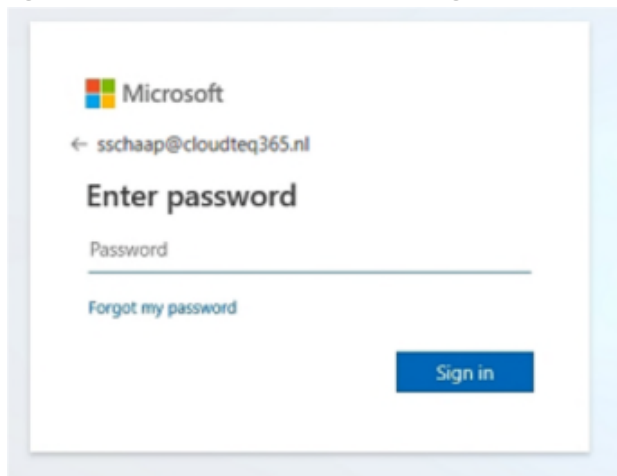 Microsoft
← sschaap@cloudteq365.nl
Enter password
Password
Forgot my password
Sign in